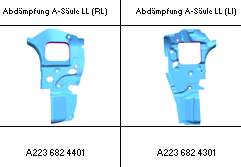 Abdämpfung A-Säule LL (RL)
Abdämpfung A-Säule LL (LI)
A223 682 4401
A223 682 4301